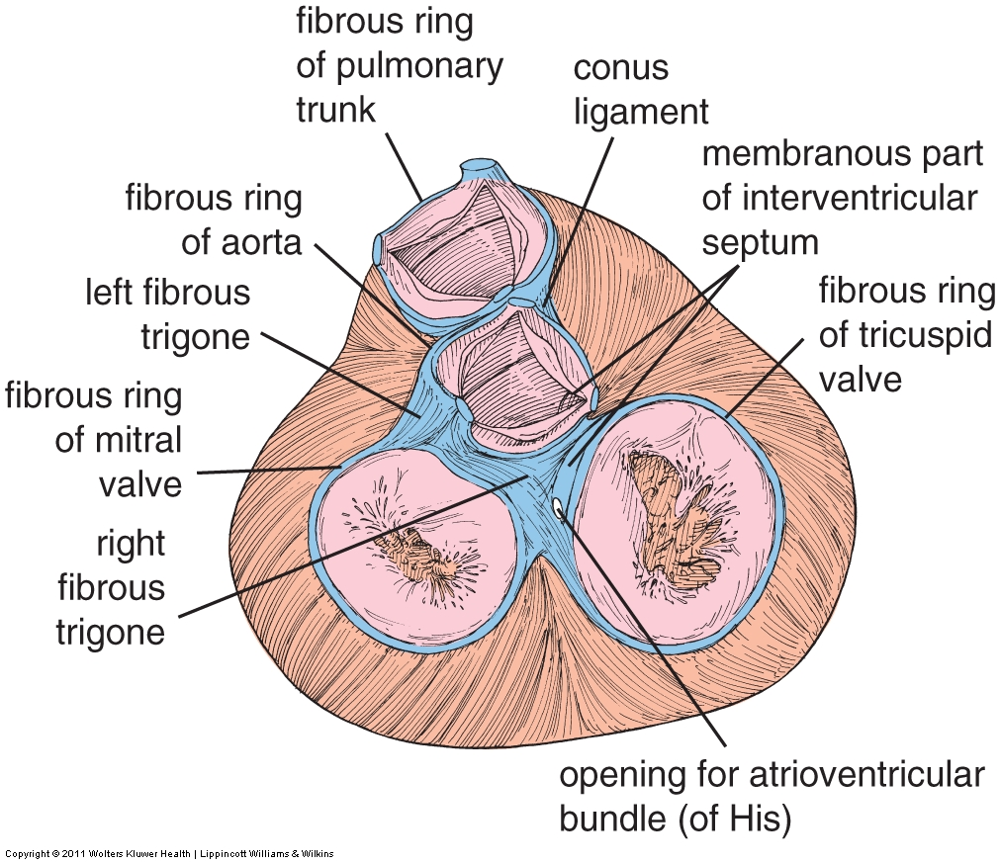 fibrous ring
of pulmonary
trunk
conus
ligament
membranous part
of interventricular
septum
fibrous ring
of aorta
left fibrous
trigone
fibrous ring
of tricuspid
valve
fibrous ring
of mitral
valve
right
fibrous
trigone
opening for atrioventricular
bundle (of His)
Copyright © 2011 Wolters Kluwer Health | Lippincott Williams & Wilkins